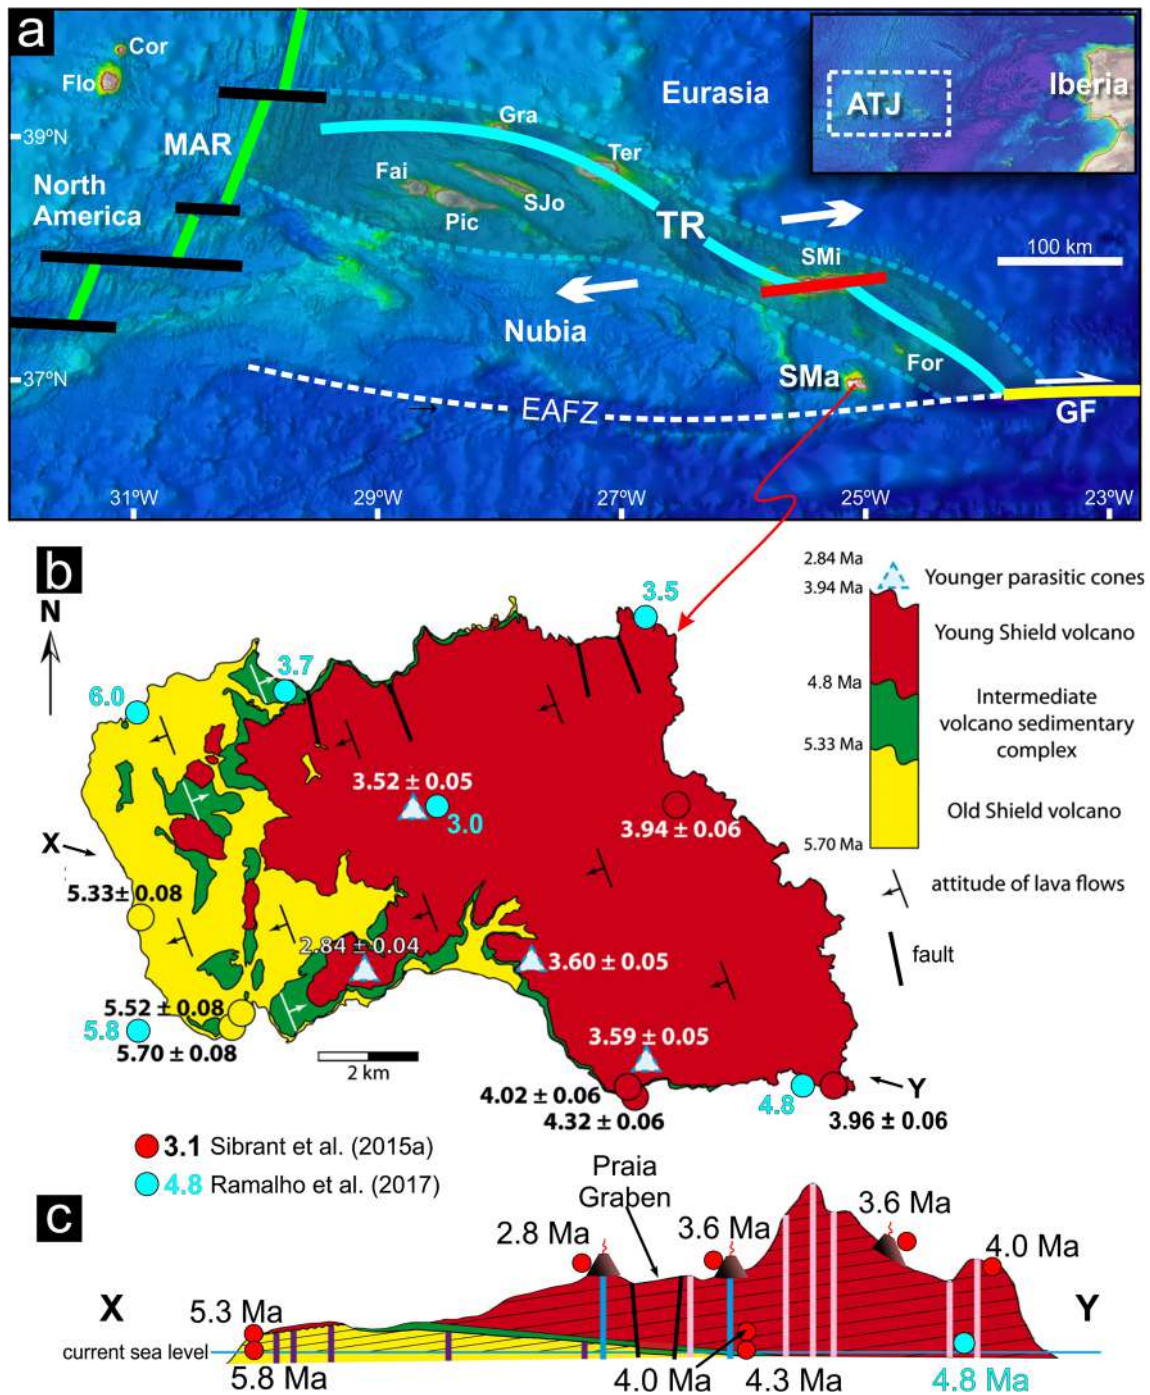 a
Cor
Flo
39ºN
MAR
North
America
Gra
Eurasia
Iberia
ATJ
Ter
Fai
SJo
Pic
TR
SMi
100 km
Nubia
For
37ºN
SMa
EAFZ
GF
31ºW
29ºW
27ºW
25ºW
23ºW
b
N
3.5
3.7
6.0
3.52 ± 0.05
3.0
3.94 ± 0.06
X
5.33± 0.08
2.84 ± 0.04
3.60 ± 0.05
5.52 ± 0.08
5.8
5.70 ± 0.08
3.59 ± 0.05
2 km
4.02 ± 0.06
4.32 ± 0.06
4.8
Y
3.96 ± 0.06
2.84 Ma
3.94 Ma
Younger parasitic cones
Young Shield volcano
4.8 Ma
Intermediate
volcano sedimentary
complex
5.33 Ma
Old Shield volcano
5.70 Ma
attitude of lava flows
fault
3.1 Sibrant et al. (2015a)
4.8 Ramalho et al. (2017)
c
Praia
Graben
2.8 Ma
3.6 Ma
3.6 Ma
4.0 Ma
X
Y
5.3 Ma
current sea level
5.8 Ma
4.0 Ma
4.3 Ma
4.8 Ma